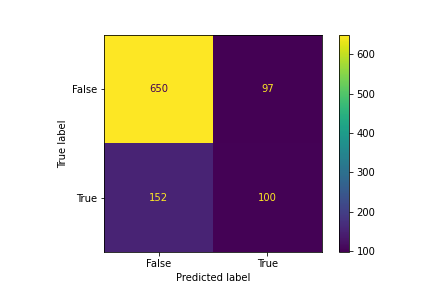 False
650
97
True
152
100
False
True
Predicted label
True label
600
500
400
300
200
100